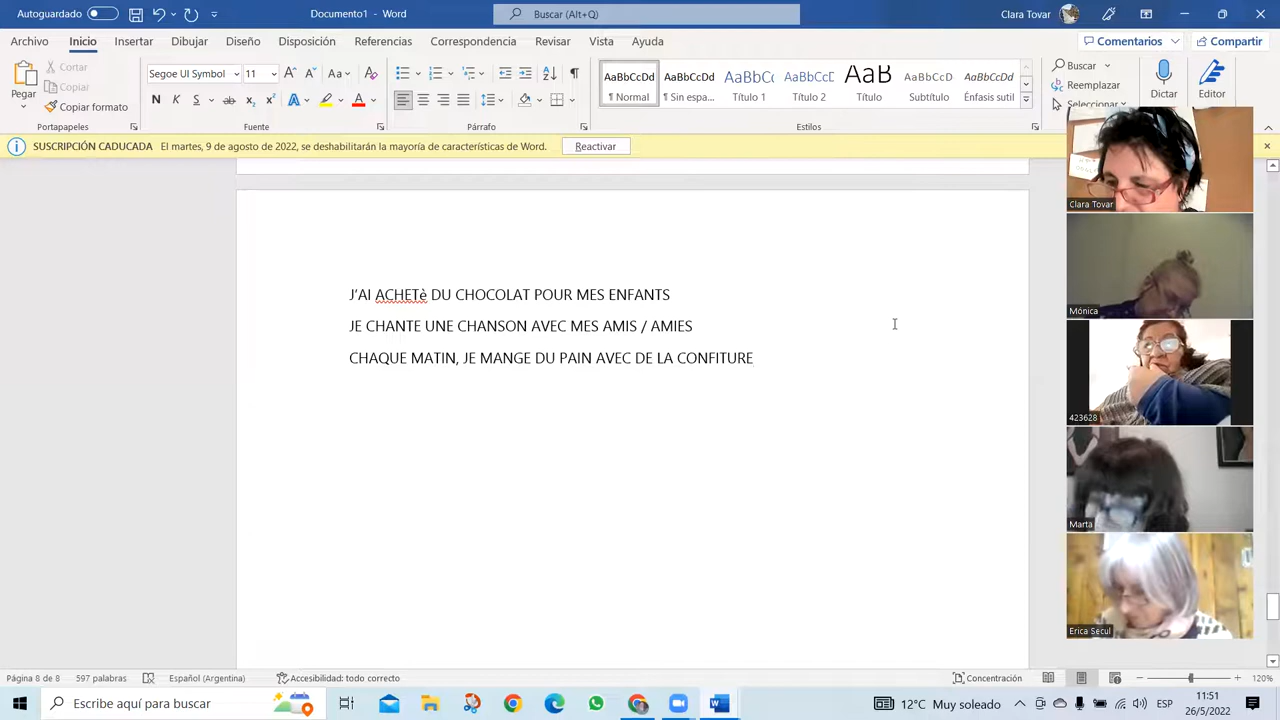 Autoguardado
Documento1 - Word
Buscar (Alt+Q)
Clara Tovar
Archivo Inicio Insertar Dibujar Diseño Disposición Referencias Correspondencia Revisar Vista Ayuda
Comentarios Compartir
Pegar
Cortar
Copiar
Copiar formato
Segoe UI Symbol 11
N K S ab x₂ x²
AaBbCcDd AaBbCcDd AaBbCc AaBbCcD AaB AaBbCcD AaBbCcDd
¶ Normal ¶ Sin espa... Título 1 Título 2 Título Subtítulo Énfasis sutil
Buscar
Reemplazar
Seleccionar
Dictar
Editor
Portapapeles Fuente Párrafo Estilos
SUSCRIPCIÓN CADUCADA El martes, 9 de agosto de 2022, se deshabilitarán la mayoría de características de Word. Reactivar
J'AI ACHETè DU CHOCOLAT POUR MES ENFANTS
JE CHANTE UNE CHANSON AVEC MES AMIS / AMIES
CHAQUE MATIN, JE MANGE DU PAIN AVEC DE LA CONFITURE
Clara Tovar
Mónica
423628
Marta
Erica Secul
Página 8 de 8 597 palabras Español (Argentina) Accesibilidad: todo correcto Concentración 120%
Escribe aquí para buscar
12°C Muy soleado
ESP
11:51
26/5/2022